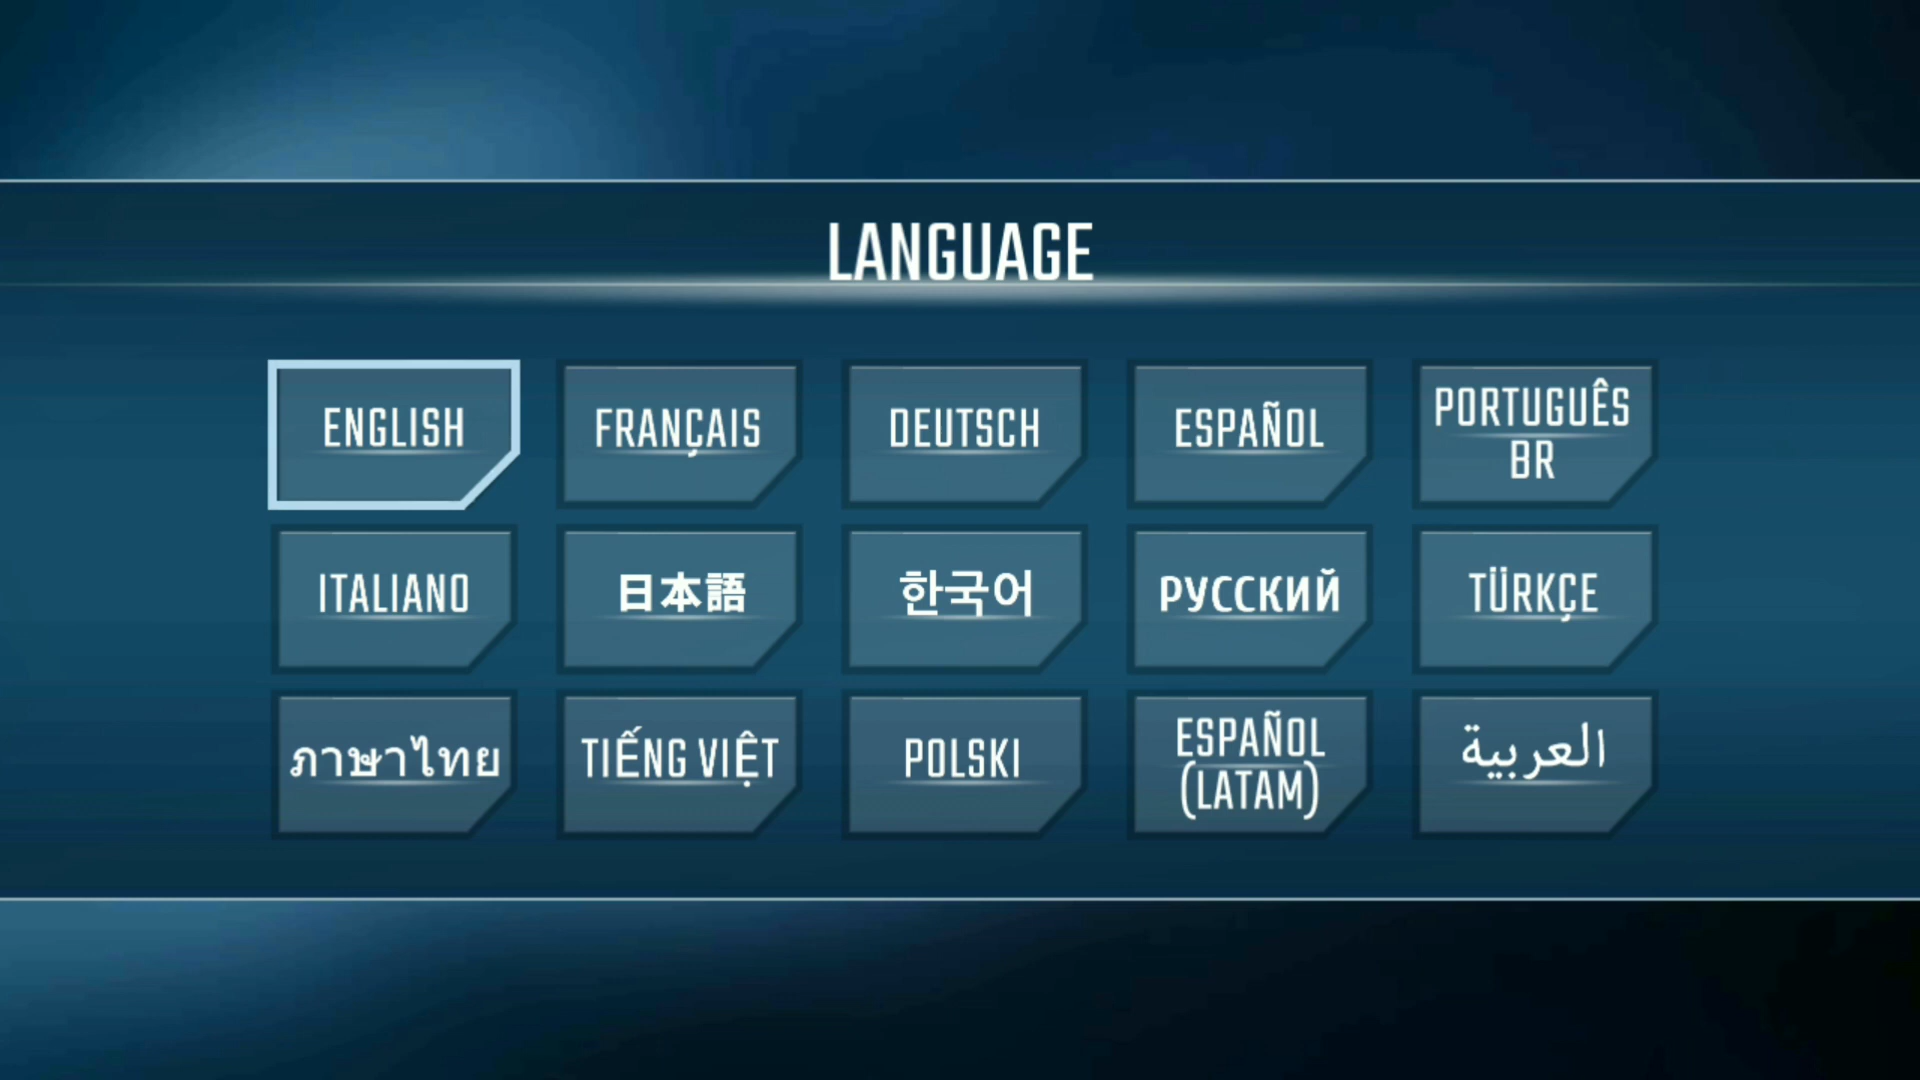 LANGUAGE
ENGLISH
FRANÇAIS
DEUTSCH
ESPAÑOL
PORTUGUÊS
BR
ITALIANO
日本語
한국어
РУССКИЙ
TÜRKÇE
ภาษาไทย
TIẾNG VIỆT
POLSKI
ESPAÑOL
(LATAM)
العربية